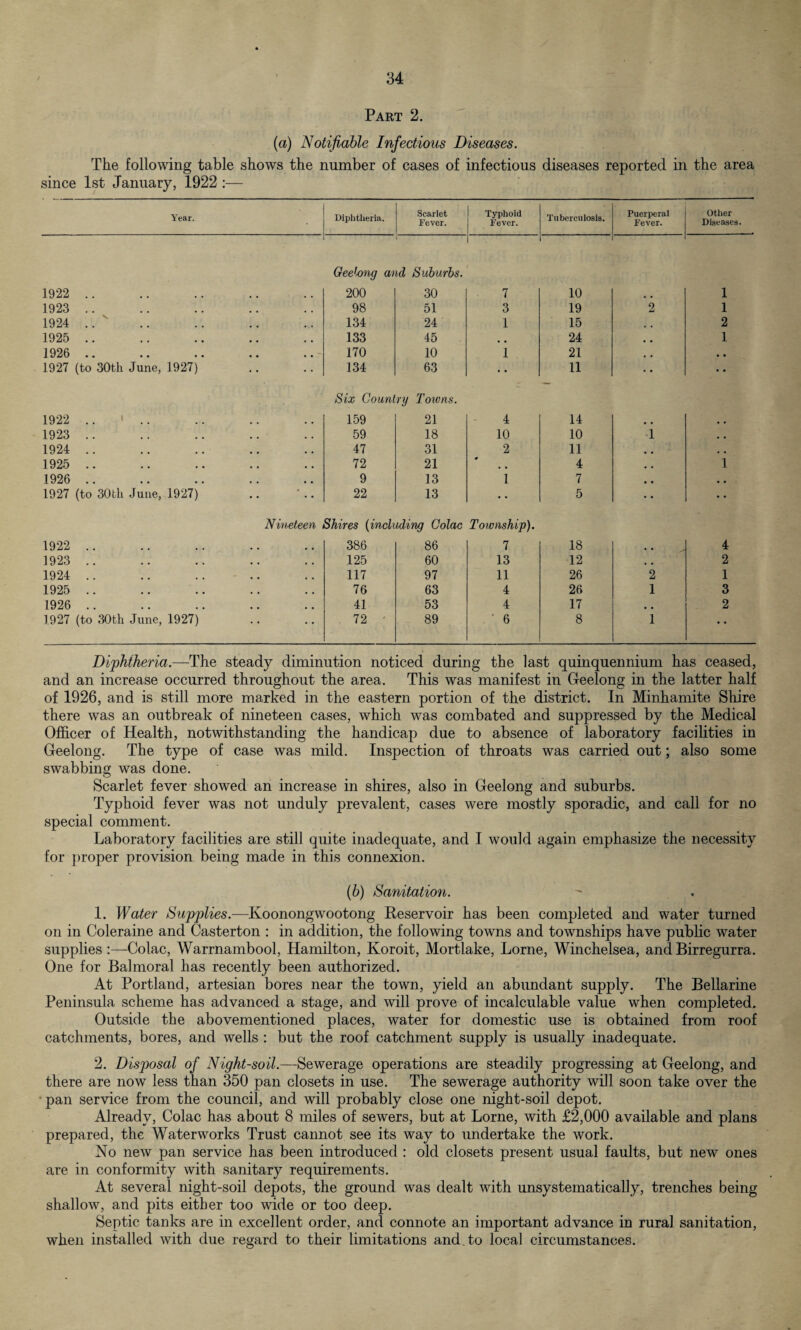 34
Part 2.
(a) Notifiable Infectious Diseases.
The following table shows the number of cases of infectious diseases reported in the area
since 1st January, 1922 :—
Year. Diphtheria. Scarlet Fever. Typhoid Fever. Tuberculosis. Puerperal Fever. Other Diseases.
Geelong and Suburbs.
1922 .. .. .. .. .. 200 30 7 10 .. 1
1923 .. .. .. .. .. 98 51 3 19 2 1
1924 .. .. .. .. .. 134 24 1 15 .. 2
1925 .. .. .. .. .. 133 45 .. 24 .. 1
1926 .. .. .. .. .. 170 10 1 21 .. ..
1927 (to 30th June, 1927) .. .. 134 63 .. 11 .. ..
Six Country Towns.
1922 .. .. .. .. .. 159 21 4 14 .. ..
1923 .. .. .. .. .. 59 18 10 10 1 ..
1924 .. .. .. .. .. 47 31 2 11 .. ..
1925 .. .. .. .. .. 72 21 .. 4 .. 1
1926 .. .. .. .. .. 9 13 1 7 .. ..
1927 (to 30th June, 1927) .. .. 22 13 .. 5 .. ..
Nineteen Shires (including Colac Township).
1922 .. .. .. .. .. 386 86 7 18 .. 4
1923 .. .. .. .. .. 125 60 13 12 .. 2
1924 .. .. .. .. .. 117 97 11 26 2 1
1925 .. .. .. .. .. 76 63 4 26 1 3
1926 .. .. .. .. .. 41 53 4 17 .. 2
1927 (to 30th June, 1927) .. .. 72 89 6 8 1 ..
Diphtheria.—The steady diminution noticed during the last quinquennium has ceased,
and an increase occurred throughout the area. This was manifest in Geelong in the latter half
of 1926, and is still more marked in the eastern portion of the district. In Minhamite Shire
there was an outbreak of nineteen cases, which was combated and suppressed by the Medical
Officer of Health, notwithstanding the handicap due to absence of laboratory facilities in
Geelong. The type of case was mild. Inspection of throats was carried out; also some
swabbing was done.
Scarlet fever showed an increase in shires, also in Geelong and suburbs.
Typhoid fever was not unduly prevalent, cases were mostly sporadic, and call for no
special comment.
Laboratory facilities are still quite inadequate, and I would again emphasize the necessity
for proper provision being made in this connexion.
(b) Sanitation.
1. Water Supplies.—Koonongwootong Reservoir has been completed and water turned
on in Coleraine and Casterton : in addition, the following towns and townships have public water
supplies :—Colac, Warrnambool, Hamilton, Koroit, Mortlake, Lorne, Winchelsea, and Birregurra.
One for Balmoral has recently been authorized.
At Portland, artesian bores near the town, yield an abundant supply. The Bellarine
Peninsula scheme has advanced a stage, and will prove of incalculable value when completed.
Outside the abovementioned places, water for domestic use is obtained from roof
catchments, bores, and wells : but the roof catchment supply is usually inadequate.
2. Disposal of Night-soil.—Sewerage operations are steadily progressing at Geelong, and
there are now less than 350 pan closets in use. The sewerage authority will soon take over the
pan service from the council, and will probably close one night-soil depot.
Already, Colac has about 8 miles of sewers, but at Lorne, with £2,000 available and plans
prepared, the Waterworks Trust cannot see its way to undertake the work.
No new pan service has been introduced : old closets present usual faults, but new ones
are in conformity with sanitary requirements.
At several night-soil depots, the ground was dealt with unsystematically, trenches being
shallow, and pits either too wide or too deep.
Septic tanks are in excellent order, and connote an important advance in rural sanitation,
when installed with due regard to their limitations and to local circumstances.